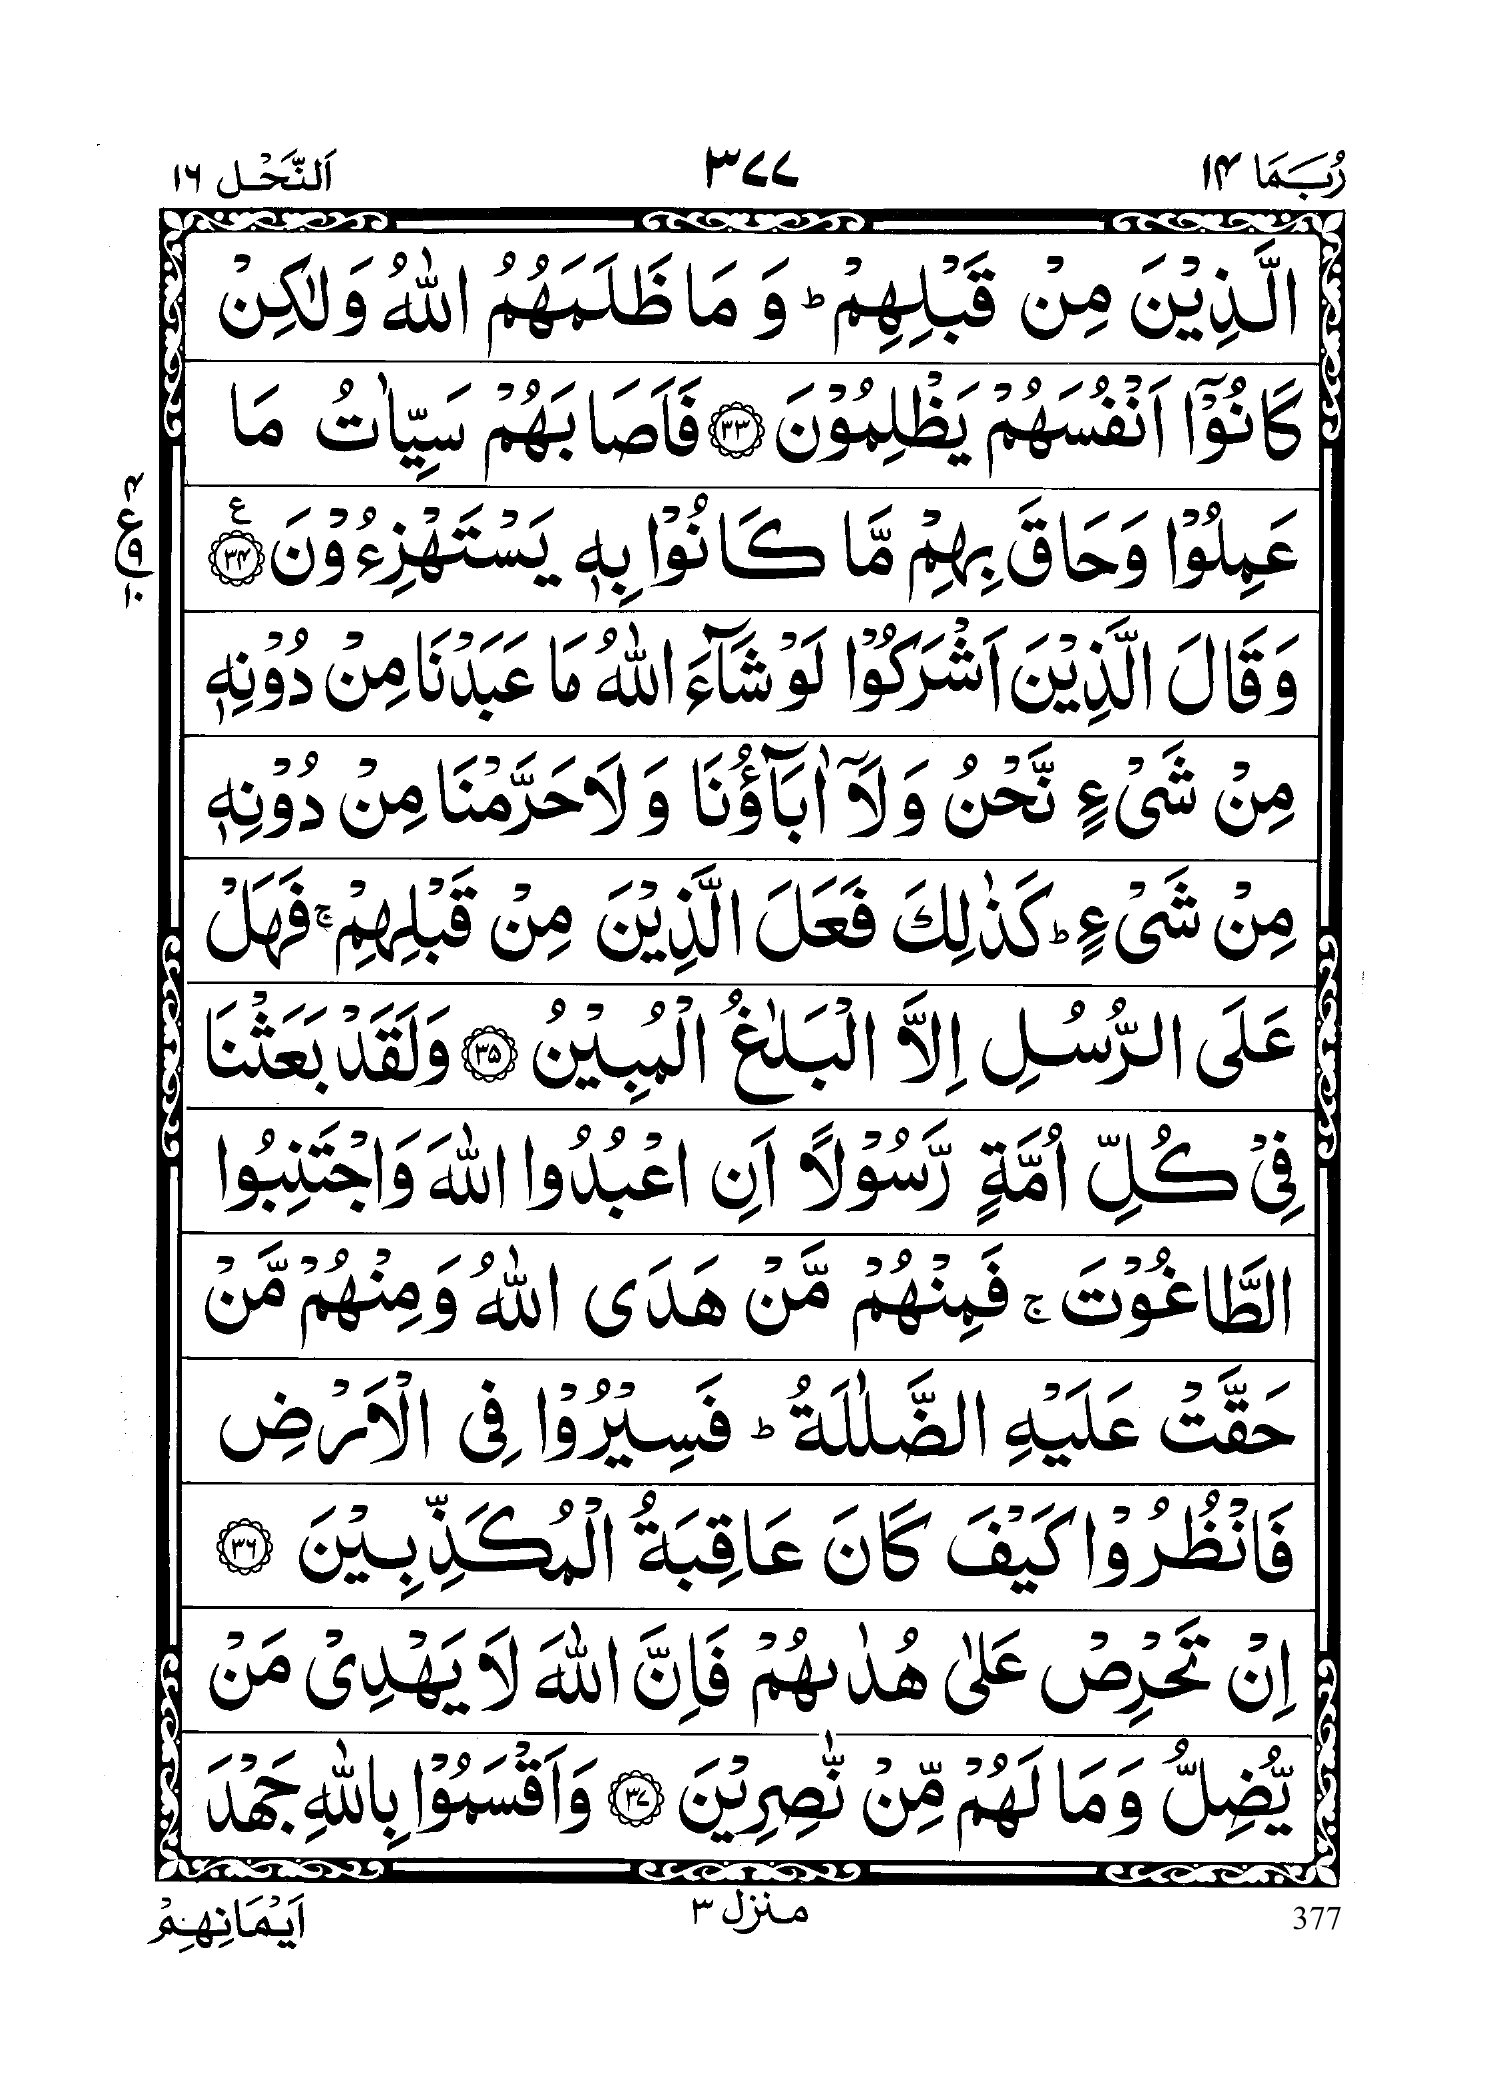 رُبَمَا ١٤
٣٧٧
اَلنَّحْل ١٦
الَّذِيْنَ مِنْ قَبْلِهِمْ ؕ وَ مَا ظَلَمَهُمُ اللّٰهُ وَلٰكِنْ
كَانُوْۤا اَنْفُسَهُمْ يَظْلِمُوْنَ ﴿٣٣﴾ فَاَصَابَهُمْ سَيِّاٰتُ مَا
عَمِلُوْا وَحَاقَ بِهِمْ مَّا كَانُوْا بِهٖ يَسْتَهْزِءُوْنَ ﴿٣٤﴾ ع
ع ٤ ٩ ١٠
وَقَالَ الَّذِيْنَ اَشْرَكُوْا لَوْ شَآءَ اللّٰهُ مَا عَبَدْنَا مِنْ دُوْنِهٖ
مِنْ شَیْءٍ نَّحْنُ وَلَاۤ اٰبَآؤُنَا وَلَا حَرَّمْنَا مِنْ دُوْنِهٖ
مِنْ شَیْءٍ ؕ كَذٰلِكَ فَعَلَ الَّذِيْنَ مِنْ قَبْلِهِمْ ۚ فَهَلْ
عَلَی الرُّسُلِ اِلَّا الْبَلٰغُ الْمُبِيْنُ ﴿٣٥﴾ وَلَقَدْ بَعَثْنَا
فِیْ كُلِّ اُمَّةٍ رَّسُوْلًا اَنِ اعْبُدُوا اللّٰهَ وَاجْتَنِبُوا
الطَّاغُوْتَ ۚ فَمِنْهُمْ مَّنْ هَدَی اللّٰهُ وَمِنْهُمْ مَّنْ
حَقَّتْ عَلَيْهِ الضَّلٰلَةُ ؕ فَسِيْرُوْا فِی الْاَرْضِ
فَانْظُرُوْا كَيْفَ كَانَ عَاقِبَةُ الْمُكَذِّبِيْنَ ﴿٣٦﴾
اِنْ تَحْرِصْ عَلٰی هُدٰىهُمْ فَاِنَّ اللّٰهَ لَا يَهْدِیْ مَنْ
يُّضِلُّ وَمَا لَهُمْ مِّنْ نّٰصِرِيْنَ ﴿٣٧﴾ وَاَقْسَمُوْا بِاللّٰهِ جَهْدَ
اَيْمَانِهِمْ
منزل ٣
377